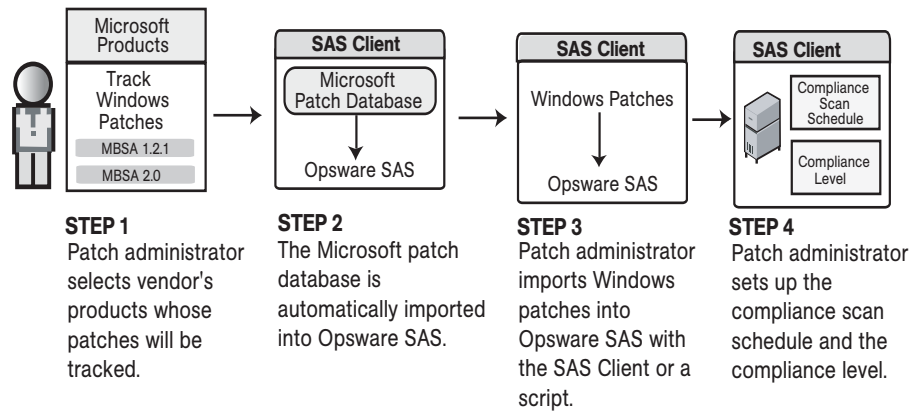 Microsoft
Products
Track
Windows
Patches
MBSA 1.2.1
MBSA 2.0
SAS Client
Microsoft
Patch Database
Opsware SAS
SAS Client
Windows Patches
Opsware SAS
SAS Client
Compliance
Scan
Schedule
Compliance
Level
STEP 1
Patch administrator
selects vendor's
products whose
patches will be
tracked.
STEP 2
The Microsoft patch
database is
automatically imported
into Opsware SAS.
STEP 3
Patch administrator
imports Windows
patches into
Opsware SAS with
the SAS Client or a
script.
STEP 4
Patch administrator
sets up the
compliance scan
schedule and the
compliance level.